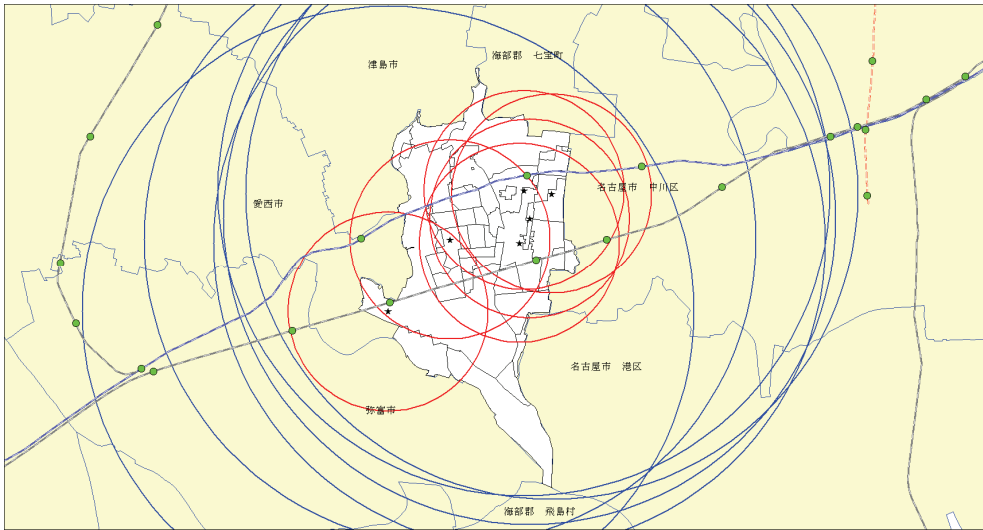 海部郡 七宝町
津島市
名古屋市 中川区
愛西市
名古屋市 港区
弥富市
海部郡 飛島村